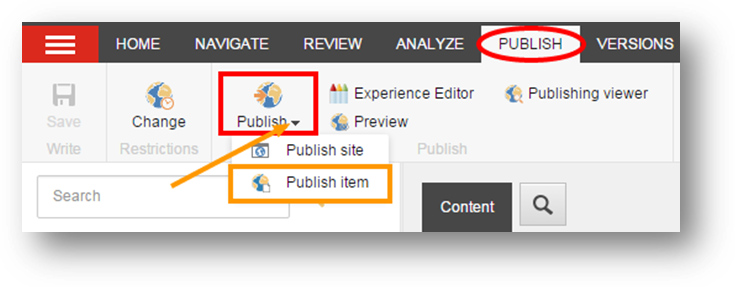 HOME NAVIGATE REVIEW ANALYZE PUBLISH VERSIONS
Save
Write
Change
Restrictions
Publish
Experience Editor
Preview
Publishing viewer
Publish
Publish site
Publish item
Search
Content